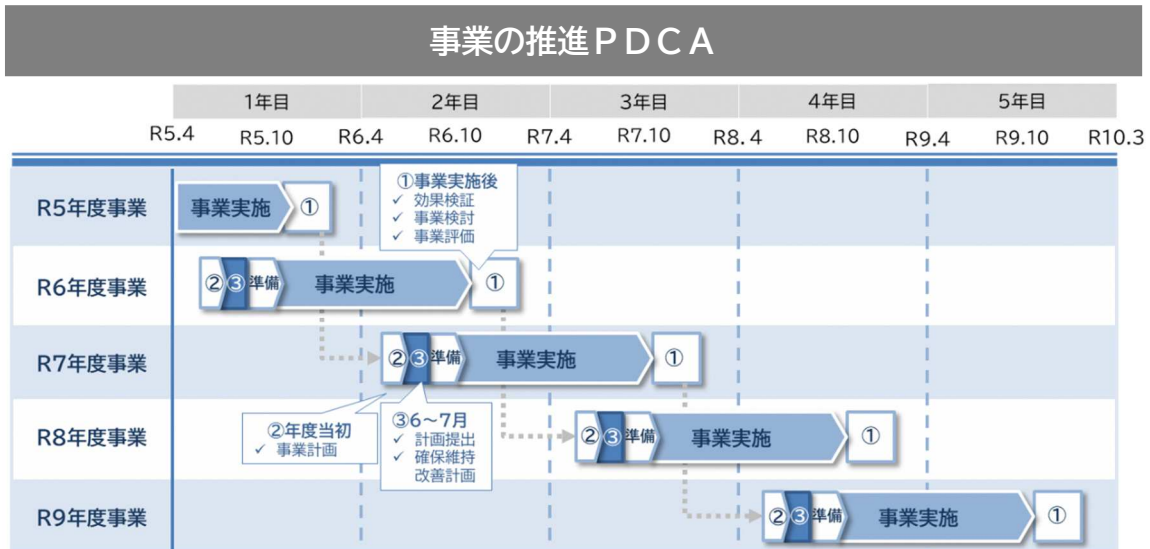 事業の推進ＰＤＣＡ
1年目 2年目 3年目 4年目 5年目
R5.4 R5.10 R6.4 R6.10 R7.4 R7.10 R8.4 R8.10 R9.4 R9.10 R10.3
①事業実施後
✓ 効果検証
✓ 事業検討
✓ 事業評価
R5年度事業 事業実施 ①
R6年度事業 ② ③ 準備 事業実施 ①
R7年度事業 ② ③ 準備 事業実施 ①
②年度当初
✓ 事業計画
③6～7月
✓ 計画提出
✓ 確保維持
改善計画
R8年度事業 ② ③ 準備 事業実施 ①
R9年度事業 ② ③ 準備 事業実施 ①